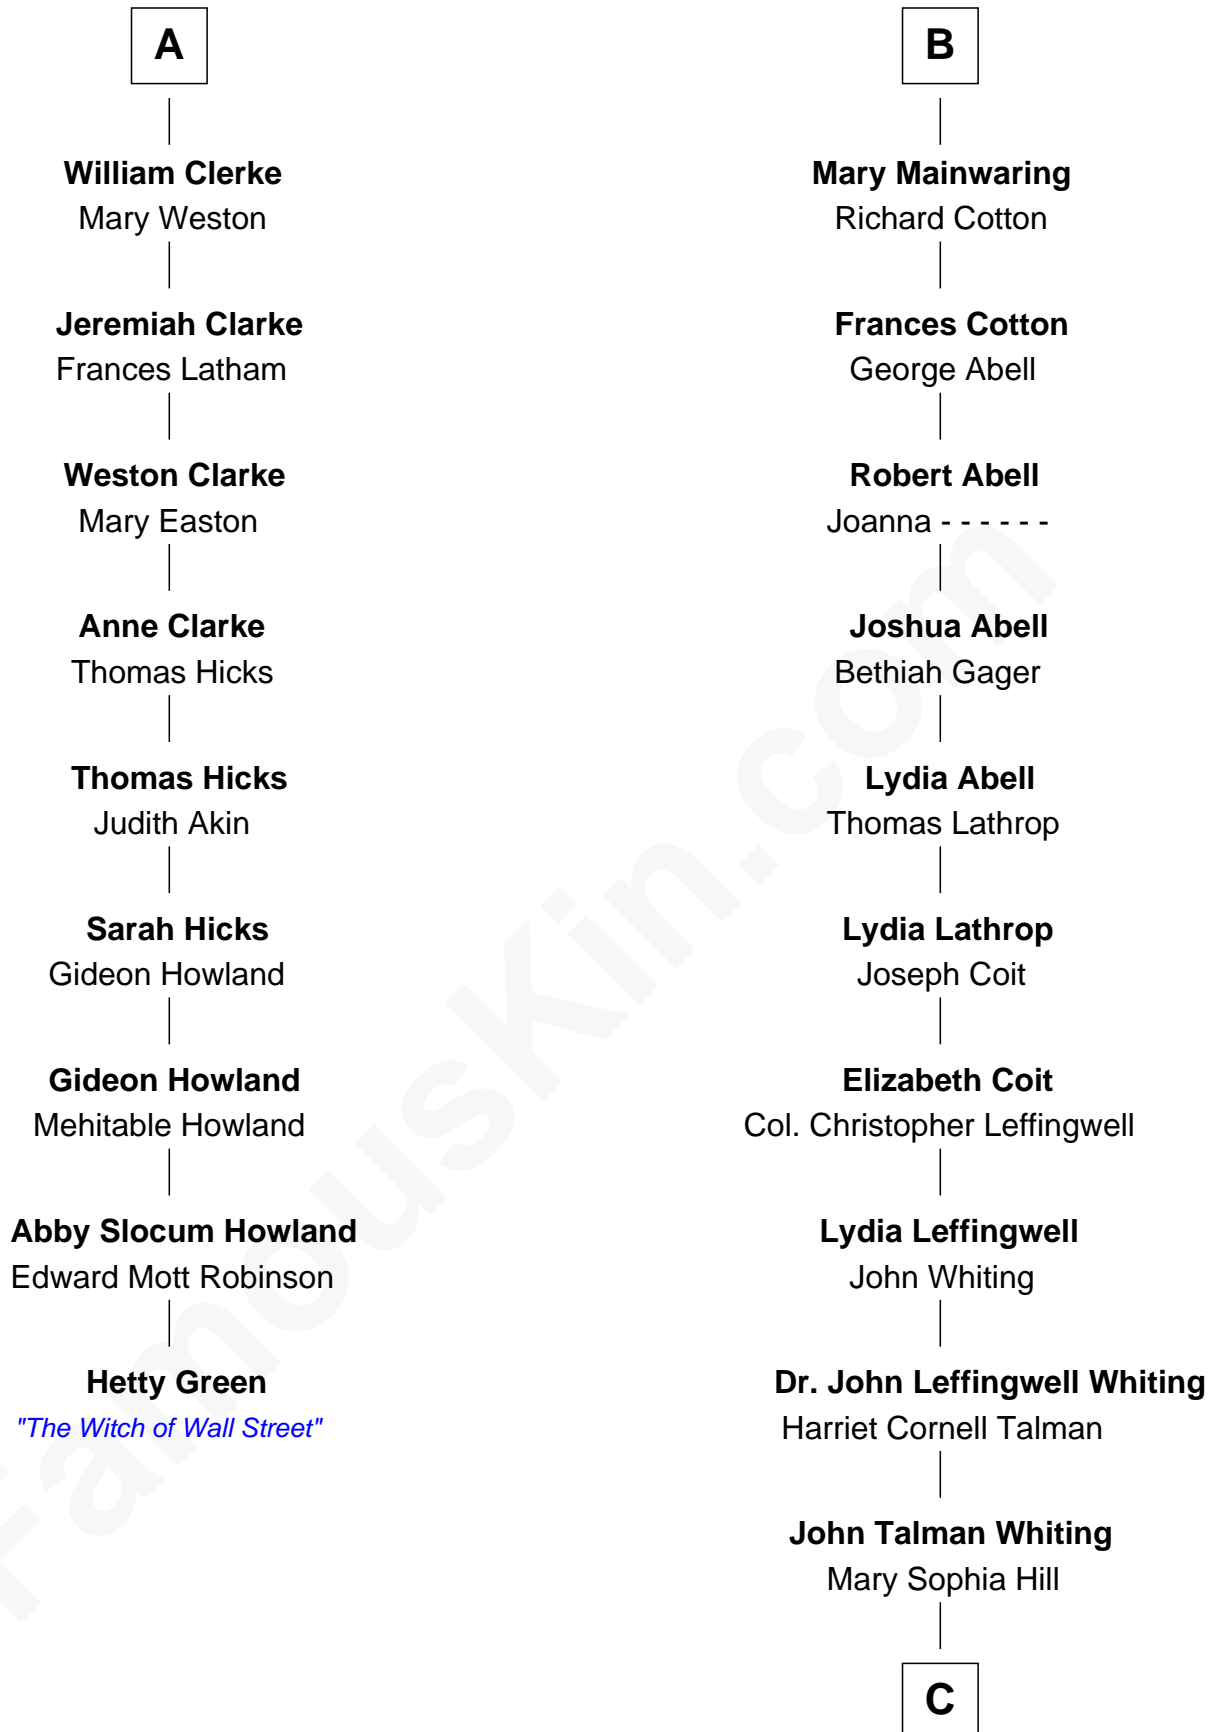 A
William Clerke
Mary Weston
Jeremiah Clarke
Frances Latham
Weston Clarke
Mary Easton
Anne Clarke
Thomas Hicks
Thomas Hicks
Judith Akin
Sarah Hicks
Gideon Howland
Gideon Howland
Mehitable Howland
Abby Slocum Howland
Edward Mott Robinson
Hetty Green
"The Witch of Wall Street"
B
Mary Mainwaring
Richard Cotton
Frances Cotton
George Abell
Robert Abell
Joanna - - - - - -
Joshua Abell
Bethiah Gager
Lydia Abell
Thomas Lathrop
Lydia Lathrop
Joseph Coit
Elizabeth Coit
Col. Christopher Leffingwell
Lydia Leffingwell
John Whiting
Dr. John Leffingwell Whiting
Harriet Cornell Talman
John Talman Whiting
Mary Sophia Hill
C
FamousKin.com